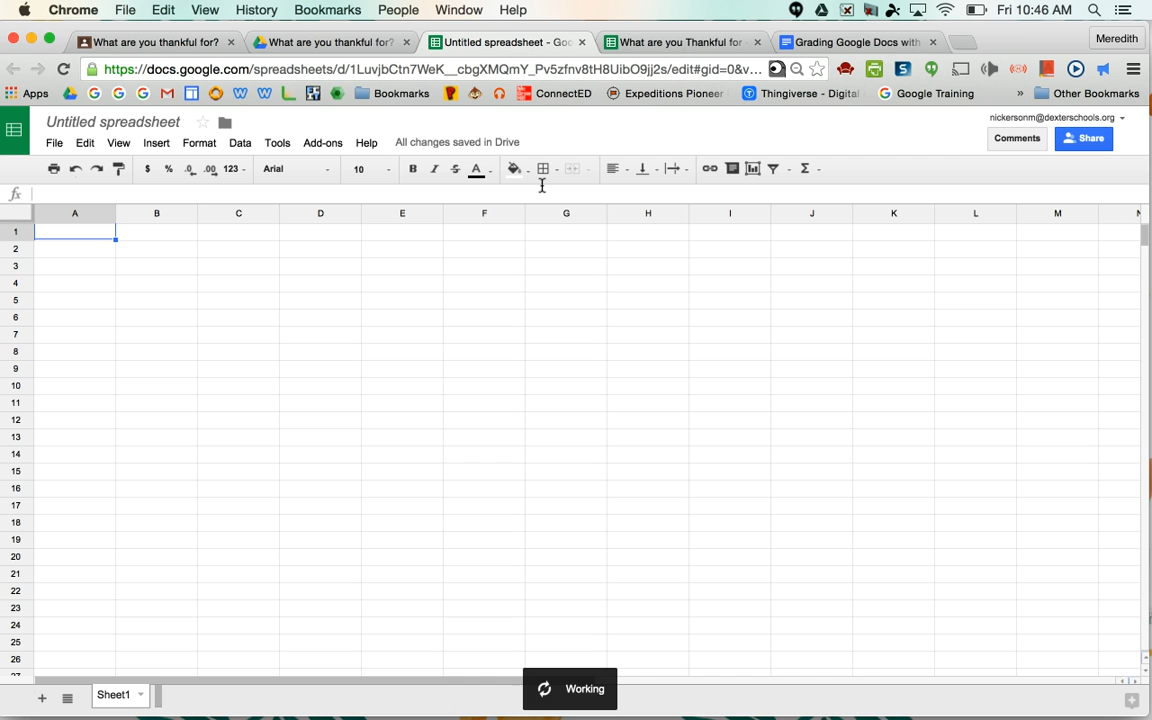 Chrome File Edit View History Bookmarks People Window Help Fri 10:46 AM
What are you thankful for? What are you thankful for? Untitled spreadsheet - Goo What are you Thankful for - Grading Google Docs with Meredith
https://docs.google.com/spreadsheets/d/1LuvjbCtn7WeK__cbgXMQmY_Pv5zfnv8tH8UibO9jj2s/edit#gid=0&v...
Apps Bookmarks ConnectED Expeditions Pioneer Thingiverse - Digital Google Training » Other Bookmarks
Untitled spreadsheet nickersonm@dexterschools.org
File Edit View Insert Format Data Tools Add-ons Help All changes saved in Drive Comments Share
$ % .0 .00 123 Arial 10 B I S A Σ
fx
A B C D E F G H I J K L M N
1
2
3
4
5
6
7
8
9
10
11
12
13
14
15
16
17
18
19
20
21
22
23
24
25
26
27
+ Sheet1 Working